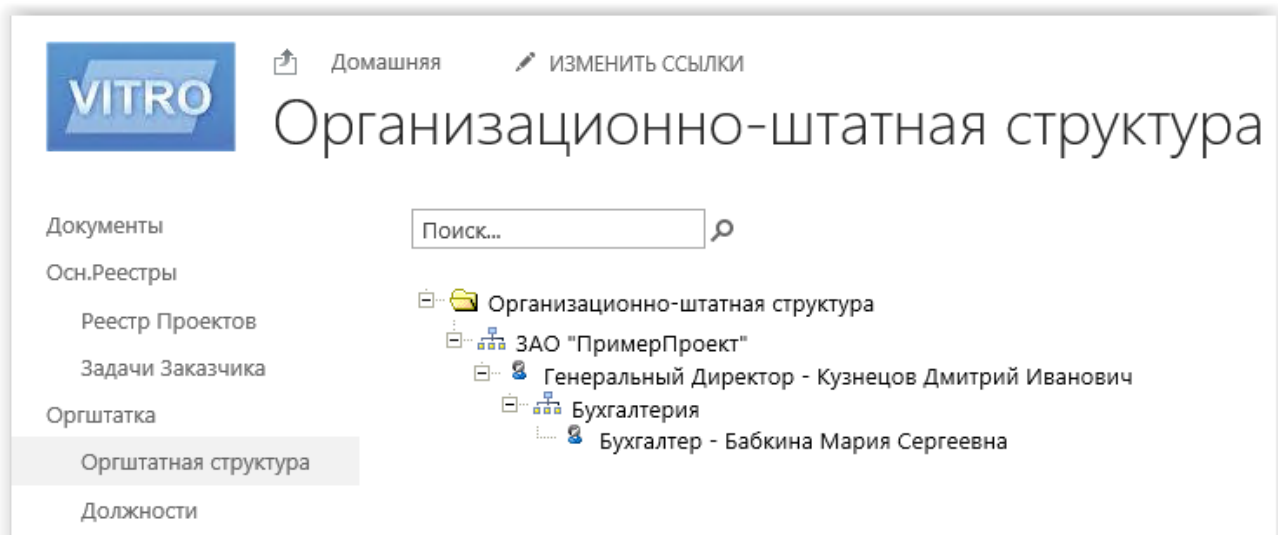 VITRO
Домашняя ИЗМЕНИТЬ ССЫЛКИ
Организационно-штатная структура
Документы
Осн.Реестры
Реестр Проектов
Задачи Заказчика
Оргштатка
Оргштатная структура
Должности
Поиск...
Организационно-штатная структура
ЗАО "ПримерПроект"
Генеральный Директор - Кузнецов Дмитрий Иванович
Бухгалтерия
Бухгалтер - Бабкина Мария Сергеевна